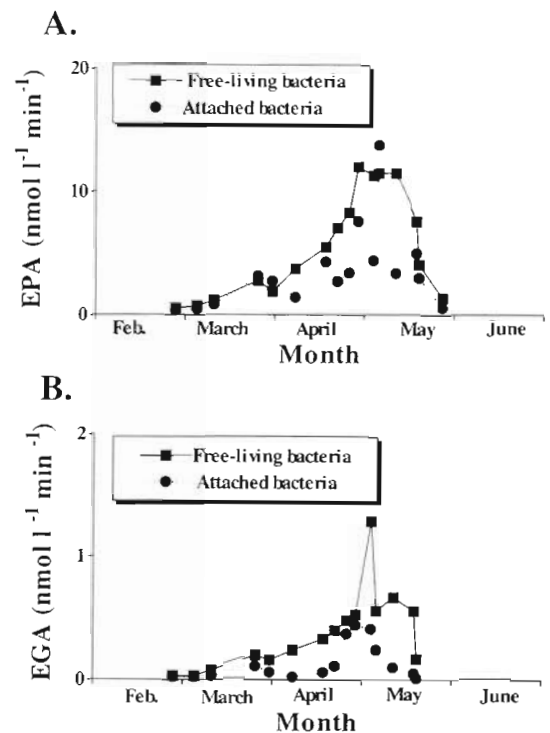 A.
20
10
0
EPA (nmol l⁻¹ min⁻¹)
Free-living bacteria
Attached bacteria
Feb. March April May June
Month
B.
2
1
0
EGA (nmol l⁻¹ min⁻¹)
Free-living bacteria
Attached bacteria
Feb. March April May June
Month